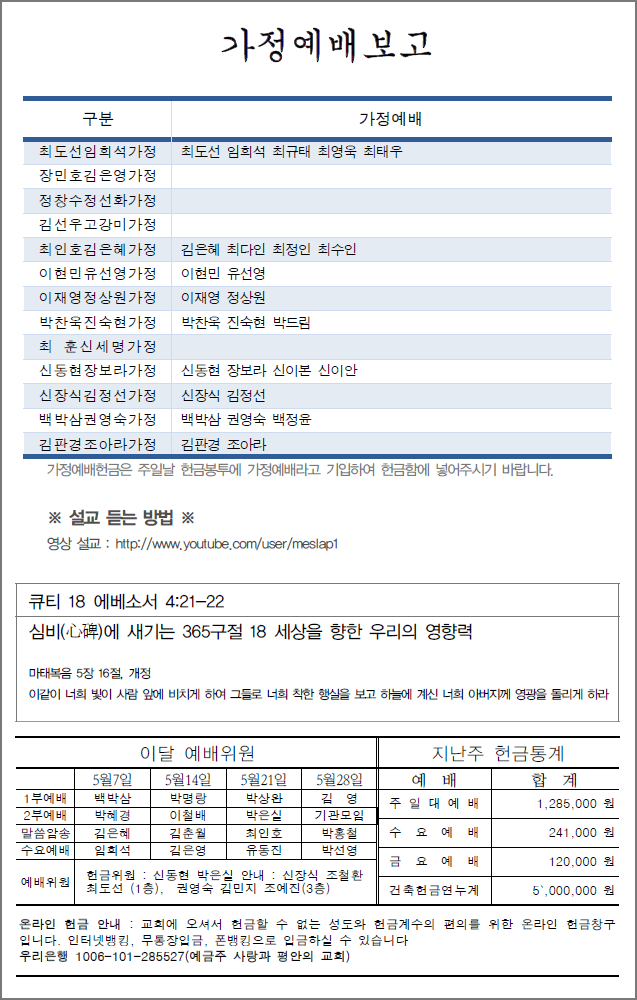 가정예배보고
구분 가정예배
최도선임희석가정 최도선 임희석 최규태 최영욱 최태우
장민호김은영가정
정창수정선화가정
김선우고강미가정
최인호김은혜가정 김은혜 최다인 최정인 최수인
이현민유선영가정 이현민 유선영
이재영정상원가정 이재영 정상원
박찬욱진숙현가정 박찬욱 진숙현 박드림
최 훈신세명가정
신동현장보라가정 신동현 장보라 신이본 신이안
신장식김정선가정 신장식 김정선
백박삼권영숙가정 백박삼 권영숙 백정윤
김판경조아라가정 김판경 조아라
가정예배헌금은 주일날 헌금봉투에 가정예배라고 기입하여 헌금함에 넣어주시기 바랍니다.
※ 설교 듣는 방법 ※
영상 설교 : http://www.youtube.com/user/meslap1
큐티 18 에베소서 4:21-22
심비(心碑)에 새기는 365구절 18 세상을 향한 우리의 영향력
마태복음 5장 16절, 개정
이같이 너희 빛이 사람 앞에 비치게 하여 그들로 너희 착한 행실을 보고 하늘에 계신 너희 아버지께 영광을 돌리게 하라
이달 예배위원
5월7일 5월14일 5월21일 5월28일
1부예배 백박삼 박명랑 박상완 김 영
2부예배 박혜경 이철배 박은실 기관모임
말씀암송 김은혜 김춘월 최인호 박홍철
수요예배 임희석 김은영 유동진 박선영
예배위원 헌금위원 : 신동현 박은실 안내 : 신장식 조철환
최도선 (1층), 권영숙 김민지 조예진(3층)
지난주 헌금통계
예 배 합 계
주 일 대 예 배 1,285,000 원
수 요 예 배 241,000 원
금 요 예 배 120,000 원
건축헌금연누계 5`,000,000 원
온라인 헌금 안내 : 교회에 오셔서 헌금할 수 없는 성도와 헌금계수의 편의를 위한 온라인 헌금창구
입니다. 인터넷뱅킹, 무통장입금, 폰뱅킹으로 입금하실 수 있습니다
우리은행 1006-101-285527(예금주 사랑과 평안의 교회)